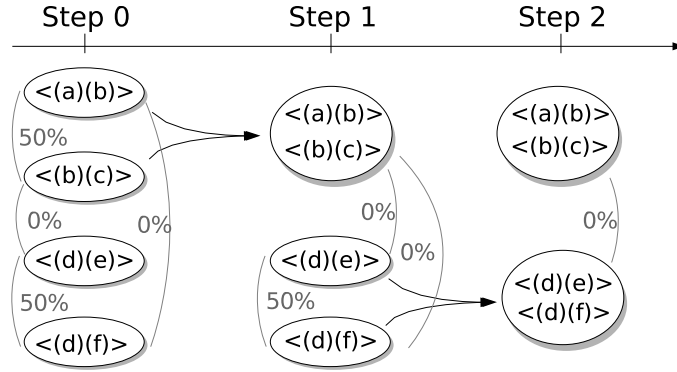 Step 0
Step 1
Step 2
<(a)(b)>
50%
<(b)(c)>
0%
0%
<(d)(e)>
50%
<(d)(f)>
<(a)(b)>
<(b)(c)>
0%
0%
<(d)(e)>
50%
<(d)(f)>
<(a)(b)>
<(b)(c)>
0%
<(d)(e)>
<(d)(f)>